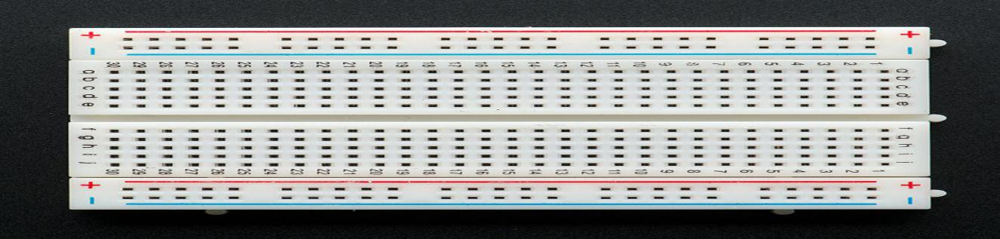 + +
- -
30 29 28 27 26 25 24 23 22 21 20 19 18 17 16 15 14 13 12 11 10 9 8 7 6 5 4 3 2 1
a a
b b
c c
d d
e e
f f
g g
h h
i i
j j
30 29 28 27 26 25 24 23 22 21 20 19 18 17 16 15 14 13 12 11 10 9 8 7 6 5 4 3 2 1
+ +
- -